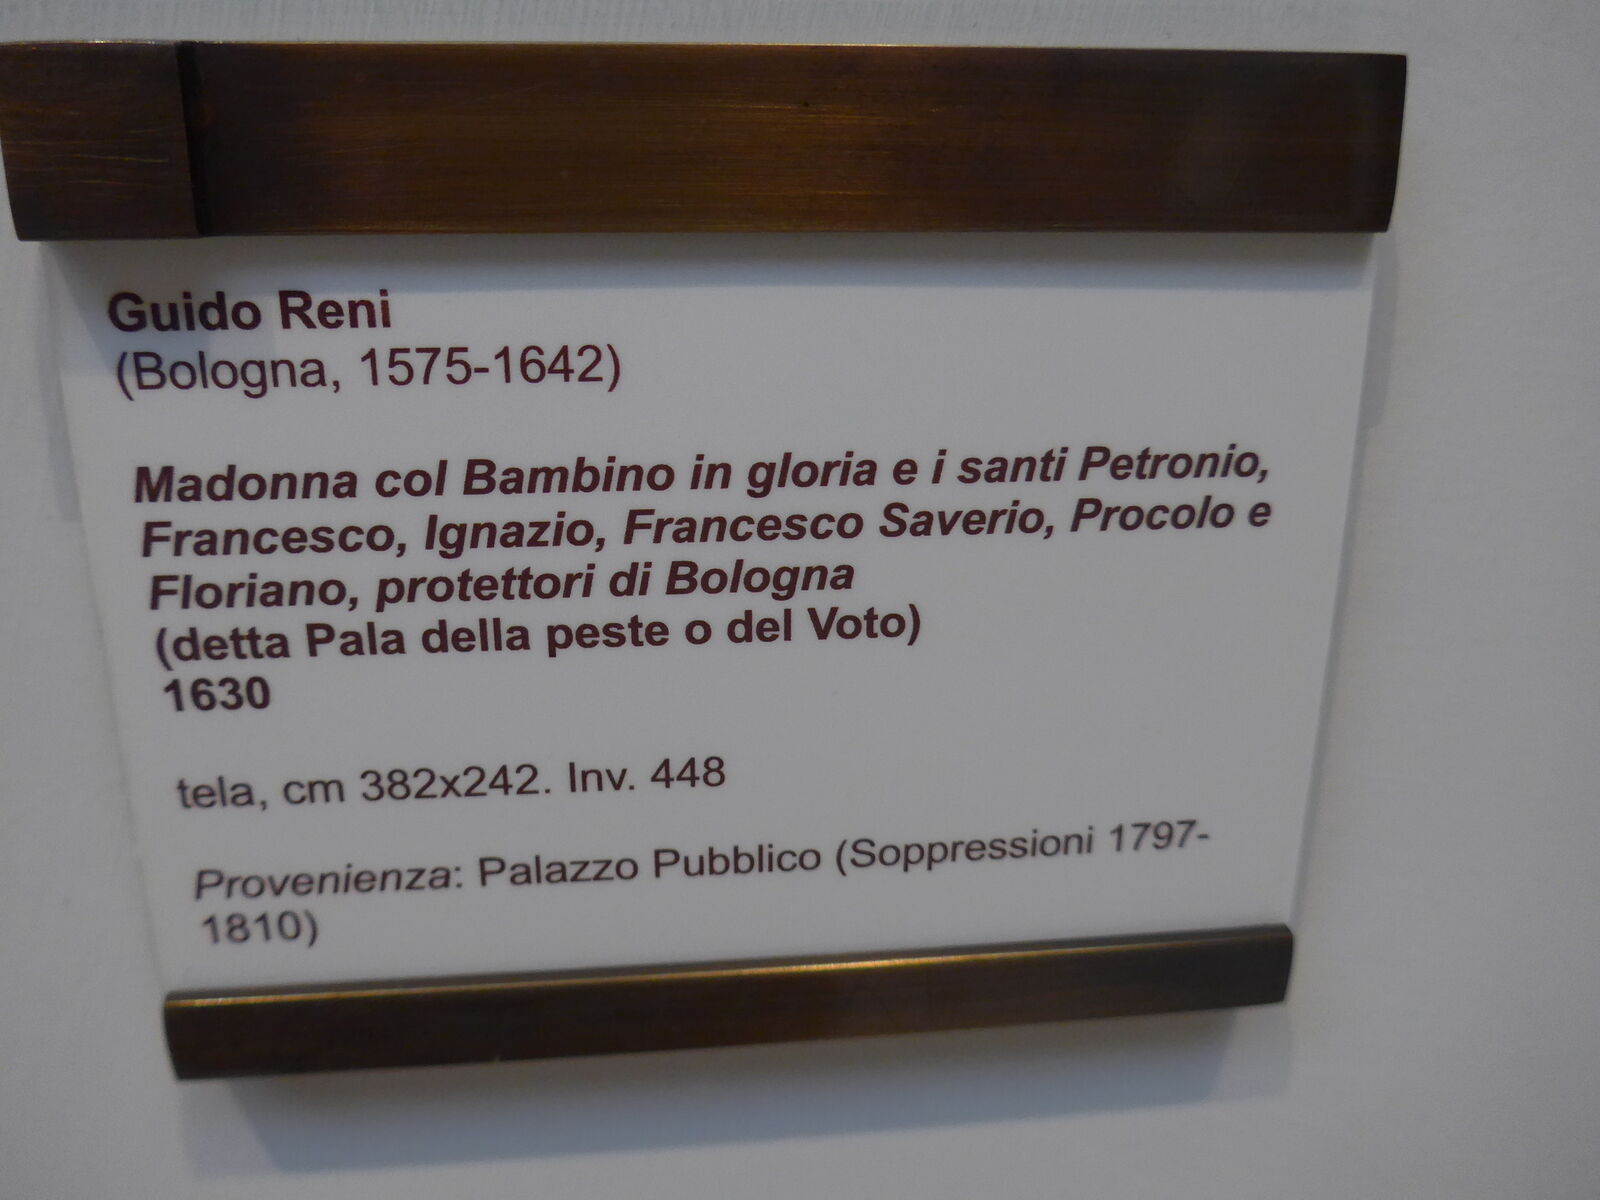 Guido Reni
(Bologna, 1575-1642)
Madonna col Bambino in gloria e i santi Petronio,
Francesco, Ignazio, Francesco Saverio, Procolo e
Floriano, protettori di Bologna
(detta Pala della peste o del Voto)
1630
tela, cm 382x242. Inv. 448
Provenienza: Palazzo Pubblico (Soppressioni 1797-
1810)